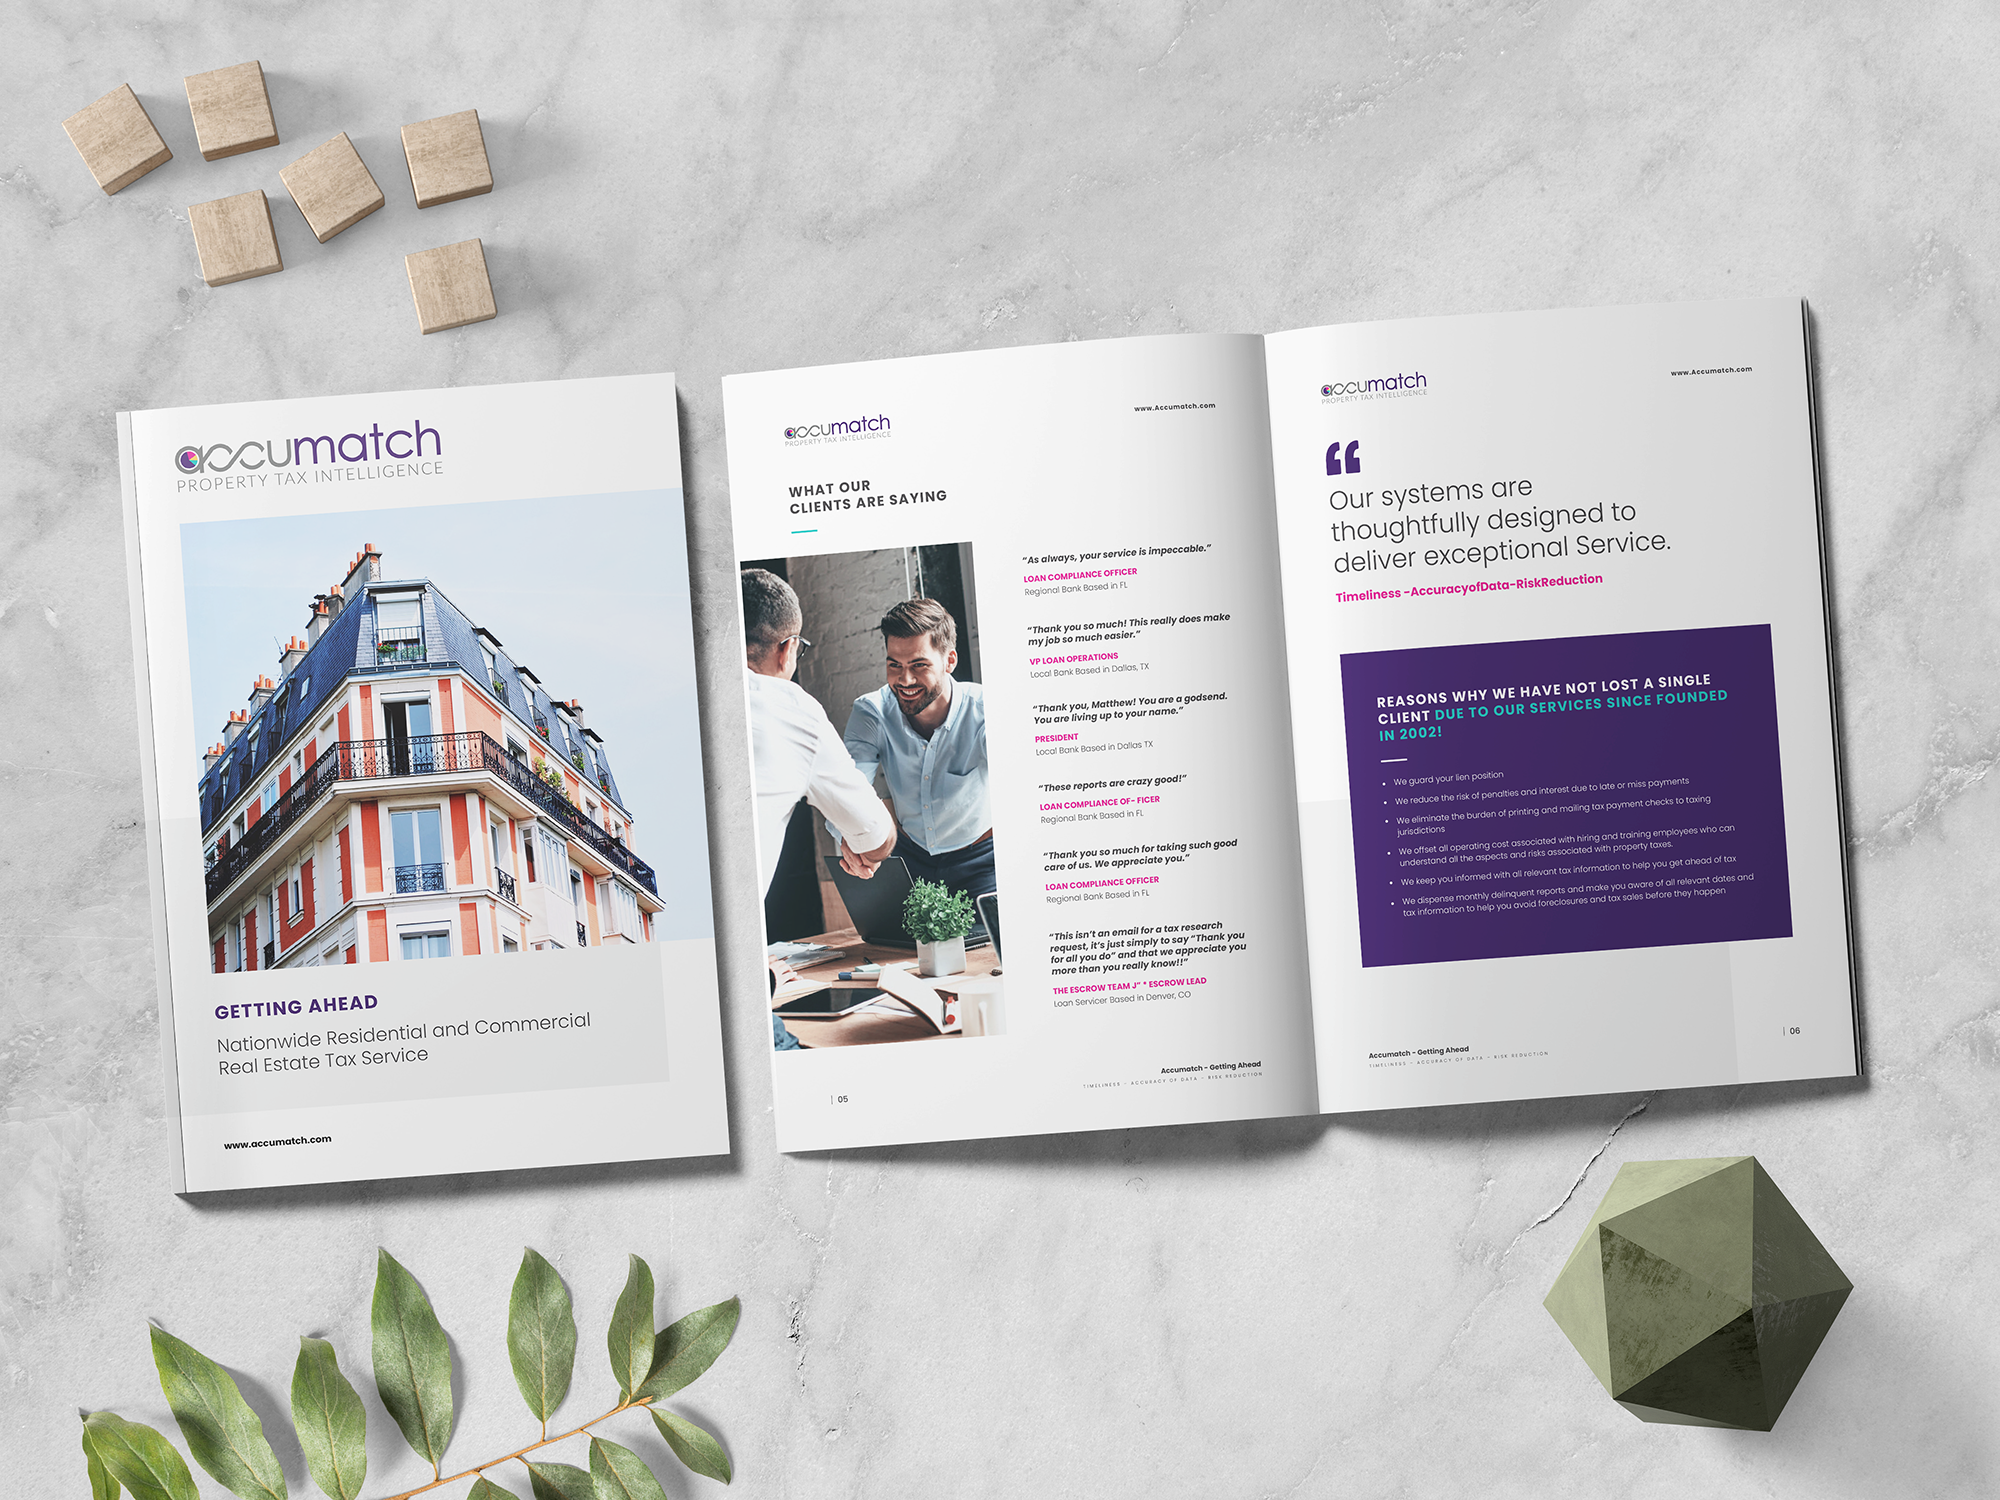 accumatch
PROPERTY TAX INTELLIGENCE
GETTING AHEAD
Nationwide Residential and Commercial
Real Estate Tax Service
www.accumatch.com
accumatch
PROPERTY TAX INTELLIGENCE
www.Accumatch.com
WHAT OUR
CLIENTS ARE SAYING
“As always, your service is impeccable.”
LOAN COMPLIANCE OFFICER
Regional Bank Based in FL
“Thank you so much! This really does make
my job so much easier.”
VP LOAN OPERATIONS
Local Bank Based in Dallas, TX
“Thank you, Matthew! You are a godsend.
You are living up to your name.”
PRESIDENT
Local Bank Based in Dallas TX
“These reports are crazy good!”
LOAN COMPLIANCE OF- FICER
Regional Bank Based in FL
“Thank you so much for taking such good
care of us. We appreciate you.”
LOAN COMPLIANCE OFFICER
Regional Bank Based in FL
“This isn’t an email for a tax research
request, it’s just simply to say “Thank you
for all you do” and that we appreciate you
more than you really know!!”
THE ESCROW TEAM J” * ESCROW LEAD
Loan Servicer Based in Denver, CO
Accumatch - Getting Ahead
TIMELINESS - ACCURACY OF DATA - RISK REDUCTION
| 05
accumatch
PROPERTY TAX INTELLIGENCE
www.Accumatch.com
“
Our systems are
thoughtfully designed to
deliver exceptional Service.
Timeliness -AccuracyofData-RiskReduction
REASONS WHY WE HAVE NOT LOST A SINGLE
CLIENT DUE TO OUR SERVICES SINCE FOUNDED
IN 2002!
• We guard your lien position
• We reduce the risk of penalties and interest due to late or miss payments
• We eliminate the burden of printing and mailing tax payment checks to taxing
jurisdictions
• We offset all operating cost associated with hiring and training employees who can
understand all the aspects and risks associated with property taxes.
• We keep you informed with all relevant tax information to help you get ahead of tax
• We dispense monthly delinquent reports and make you aware of all relevant dates and
tax information to help you avoid foreclosures and tax sales before they happen
| 06
Accumatch - Getting Ahead
TIMELINESS - ACCURACY OF DATA - RISK REDUCTION